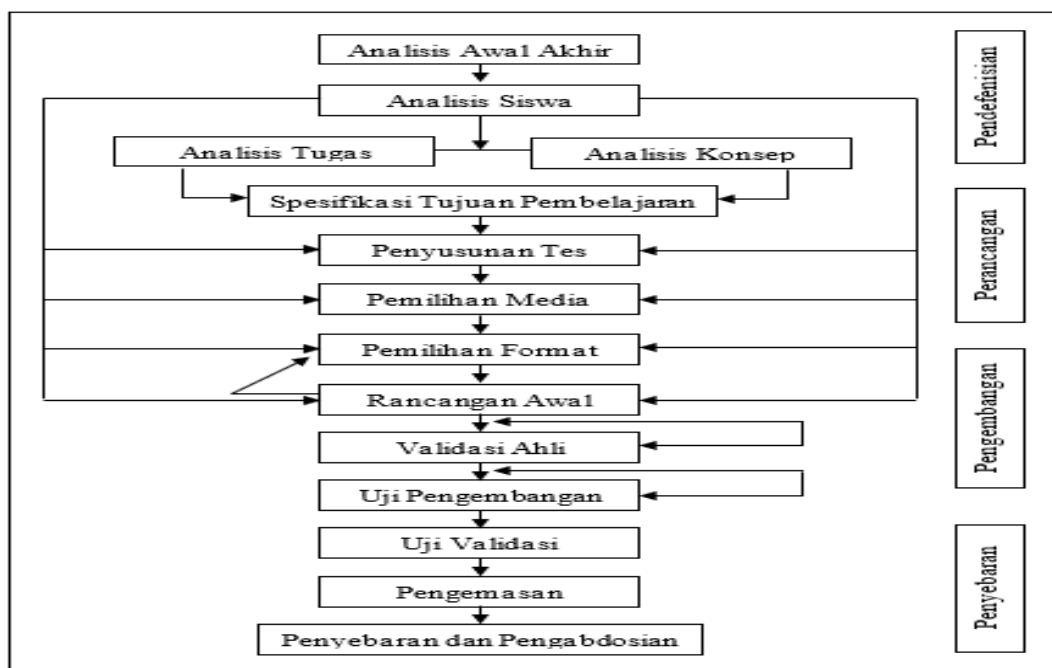 Analisis Awal Akhir
Analisis Siswa
Analisis Tugas
Analisis Konsep
Spesifikasi Tujuan Pembelajaran
Penyusunan Tes
Pemilihan Media
Pemilihan Format
Rancangan Awal
Validasi Ahli
Uji Pengembangan
Uji Validasi
Pengemasan
Penyebaran dan Pengabdosian
Pendefenisian
Perancangan
Pengembangan
Penyebaran